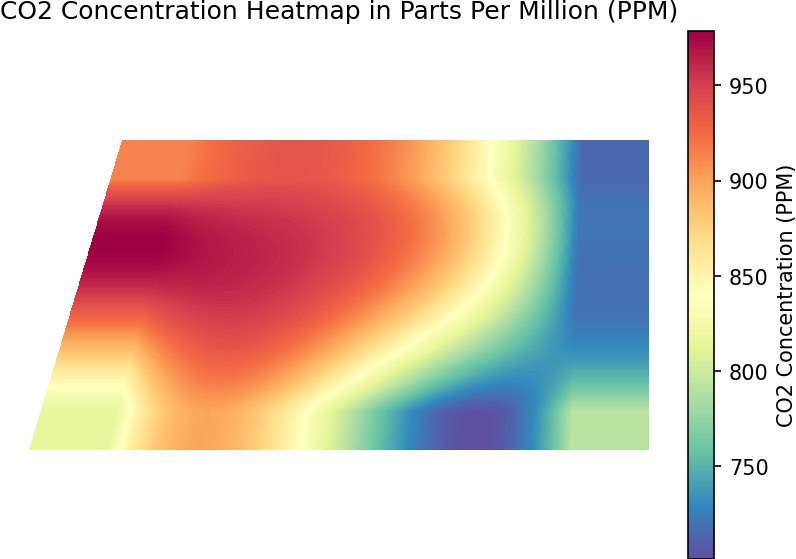 CO2 Concentration Heatmap in Parts Per Million (PPM)
950
900
850
800
750
CO2 Concentration (PPM)